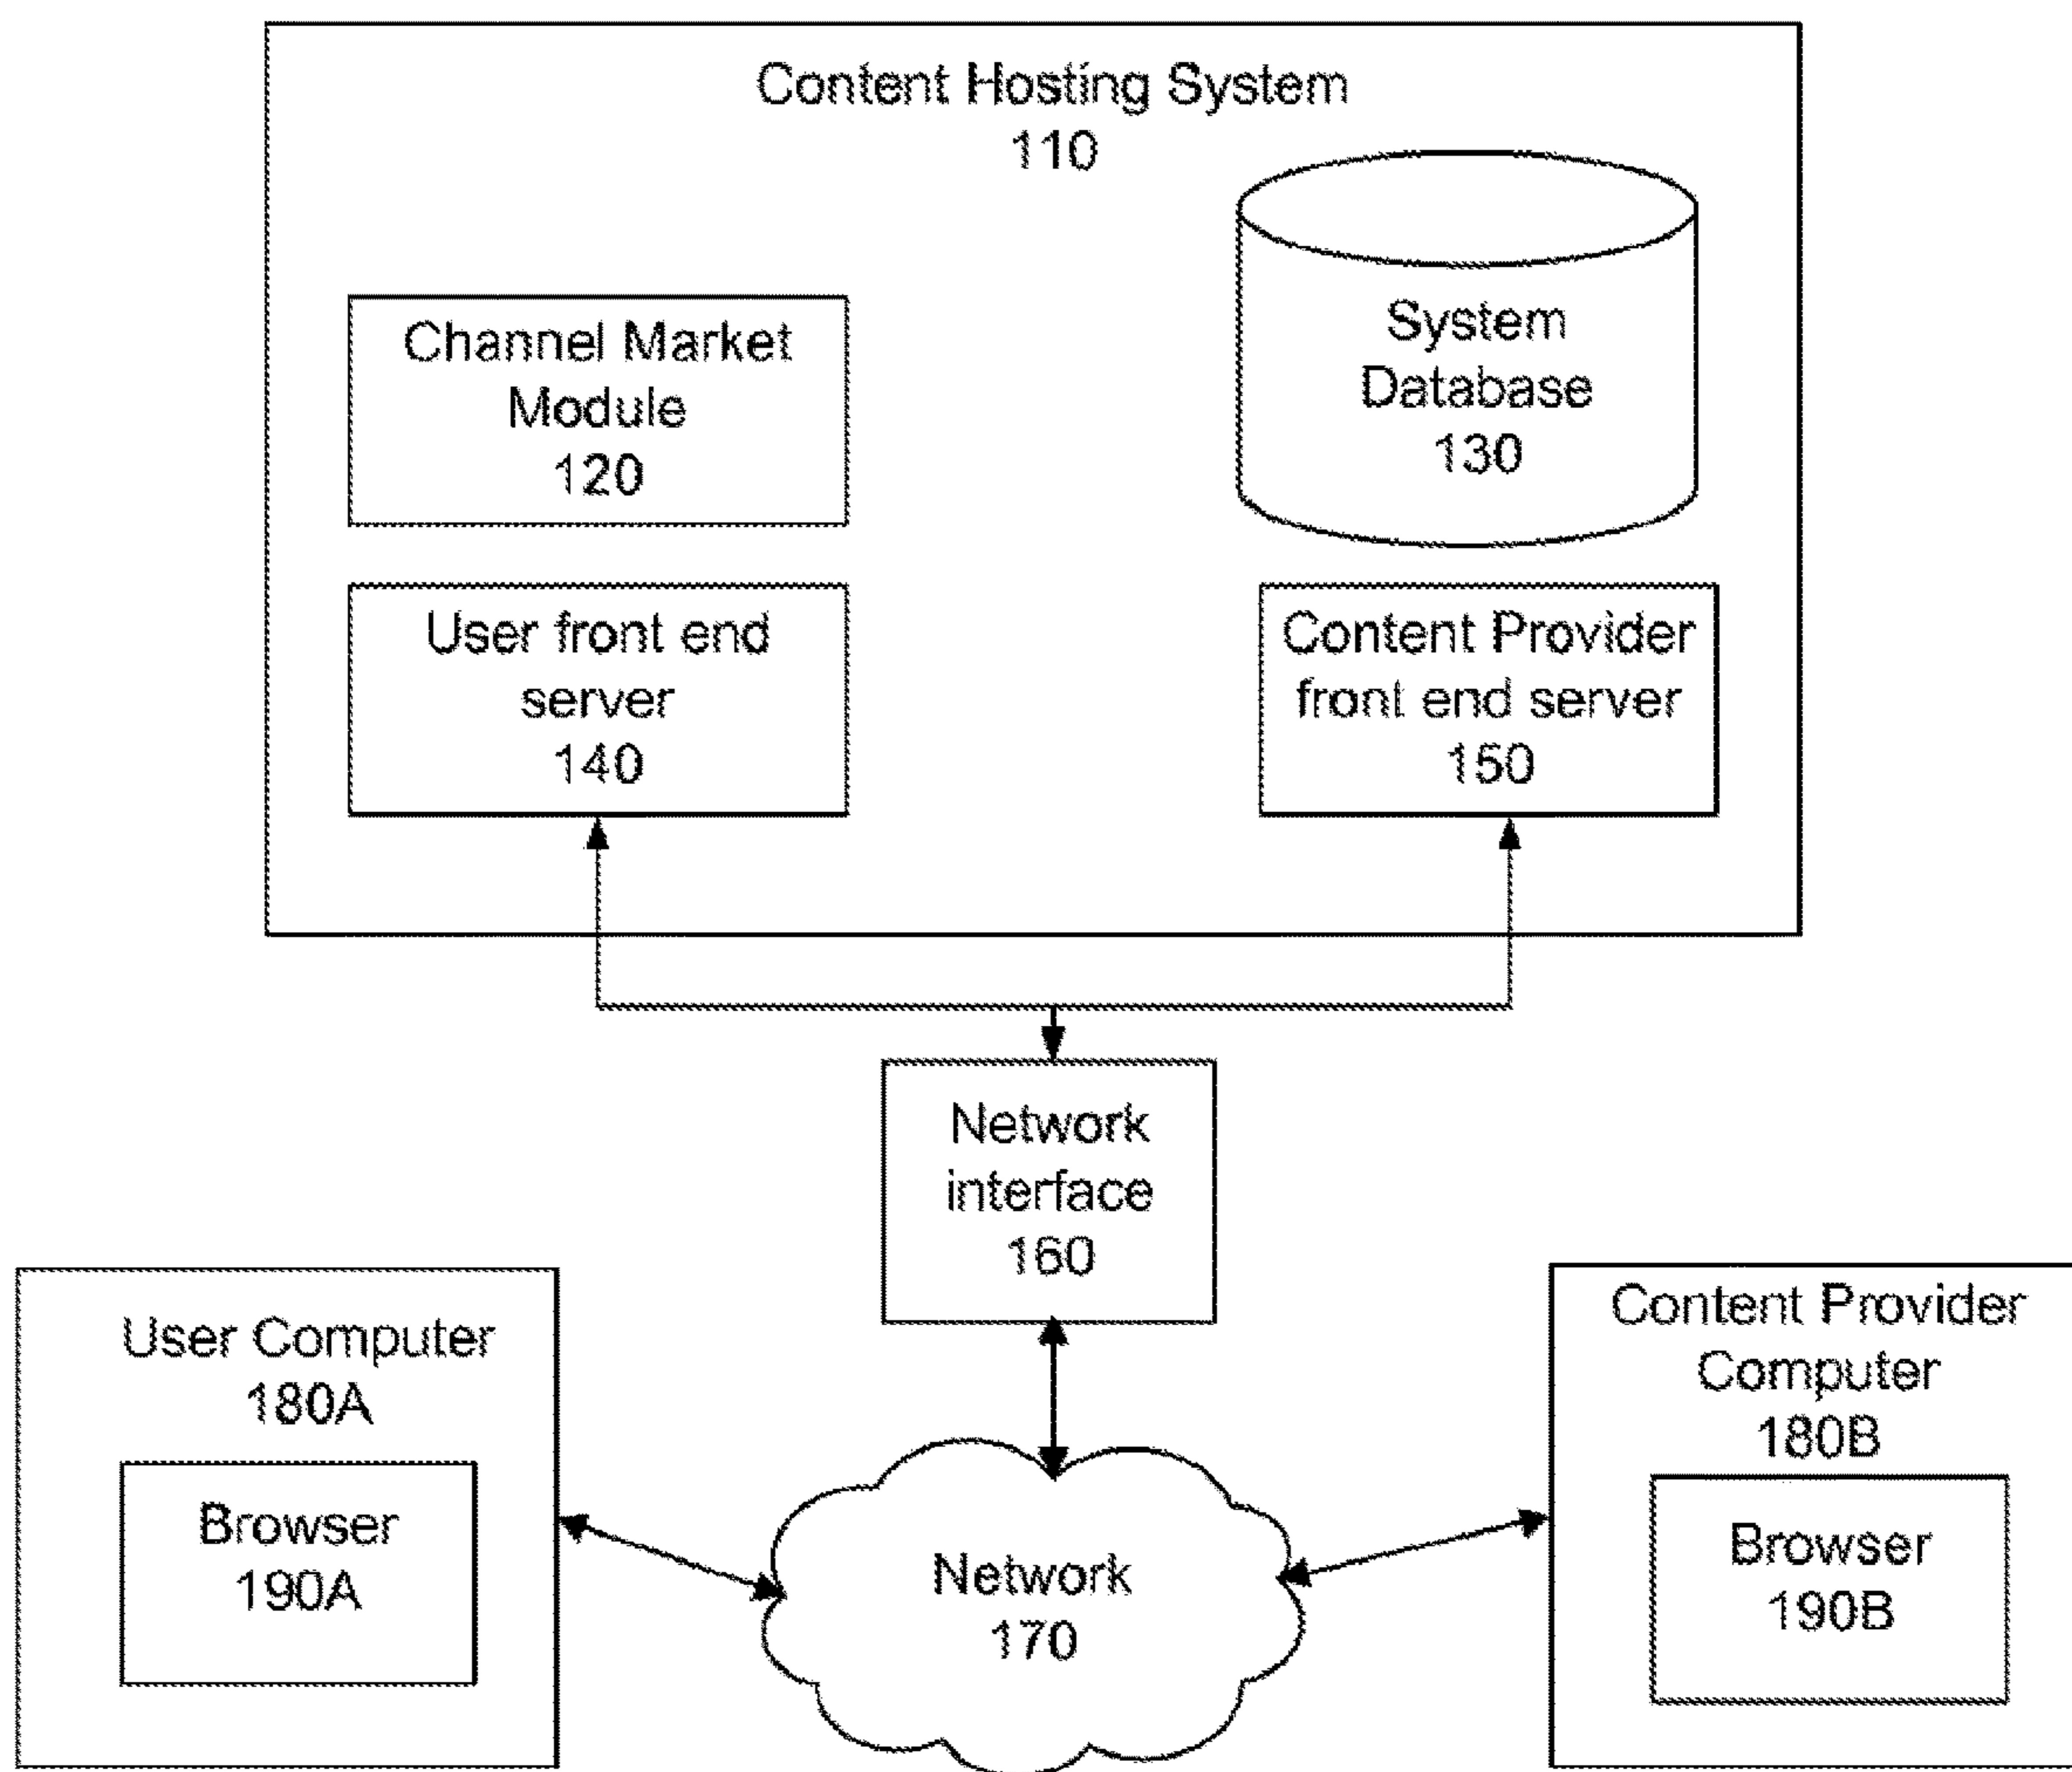 Content Hosting System
110
Channel Market
Module
120
System
Database
130
User front end
server
140
Content Provider
front end server
150
Network
interface
160
User Computer
180A
Browser
190A
Network
170
Content Provider
Computer
180B
Browser
190B